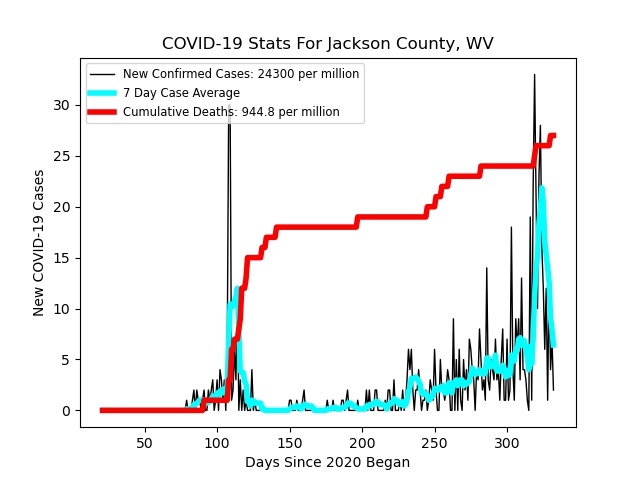 COVID-19 Stats For Jackson County, WV
New Confirmed Cases: 24300 per million
7 Day Case Average
Cumulative Deaths: 944.8 per million
30
25
20
15
10
5
0
New COVID-19 Cases
50 100 150 200 250 300
Days Since 2020 Began